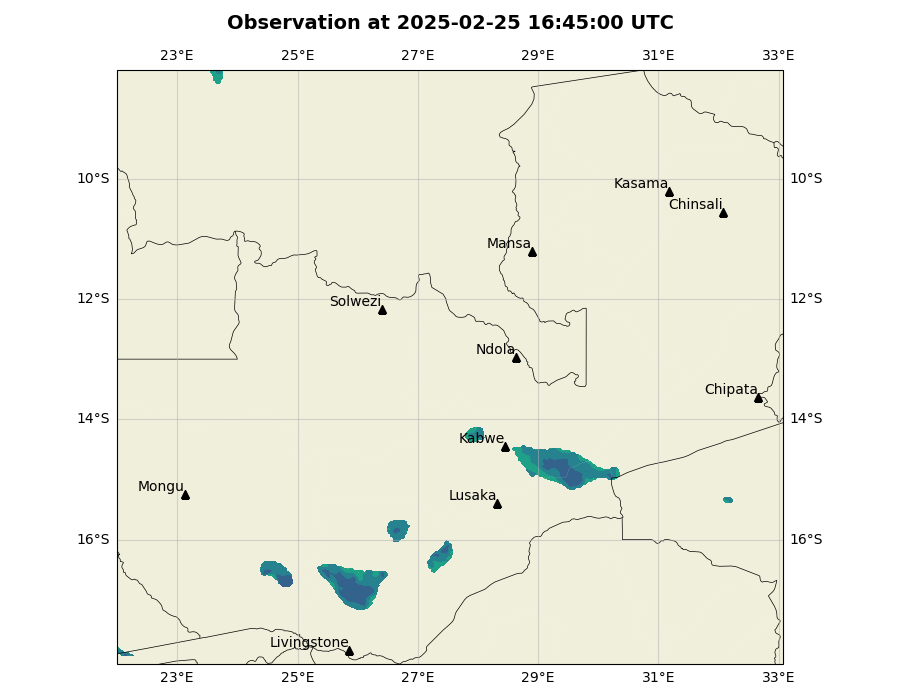 Observation at 2025-02-25 16:45:00 UTC
23°E 25°E 27°E 29°E 31°E 33°E
10°S 10°S
Kasama
Chinsali
Mansa
12°S 12°S
Solwezi
Ndola
Chipata
14°S 14°S
Kabwe
Mongu
Lusaka
16°S 16°S
Livingstone
23°E 25°E 27°E 29°E 31°E 33°E